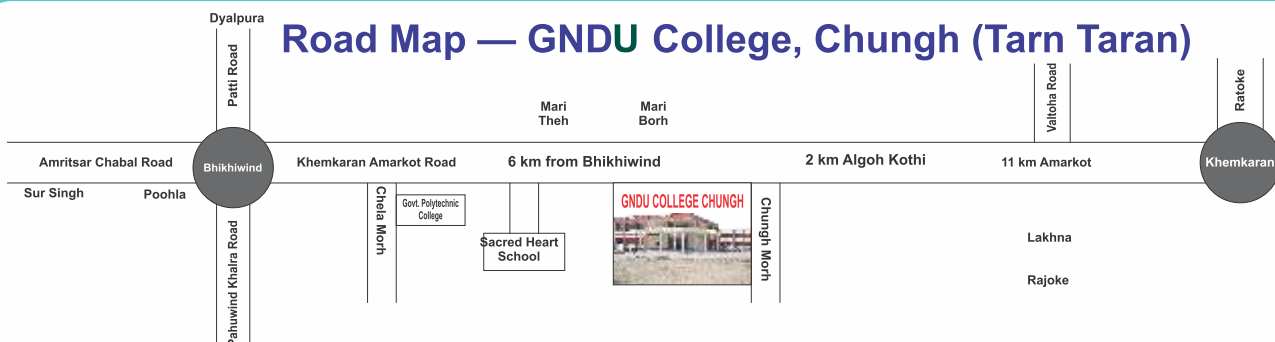 Dyalpura
Road Map — GNDU College, Chungh (Tarn Taran)
Patti Road
Valtoha Road
Ratoke
Mari
Theh
Mari
Borh
Amritsar Chabal Road
Bhikhiwind
Khemkaran Amarkot Road
6 km from Bhikhiwind
2 km Algoh Kothi
11 km Amarkot
Khemkaran
Sur Singh
Poohla
Chela Morh
Govt. Polytechnic
College
GNDU COLLEGE CHUNGH
Chungh Morh
Sacred Heart
School
Pahuwind Khalra Road
Lakhna
Rajoke